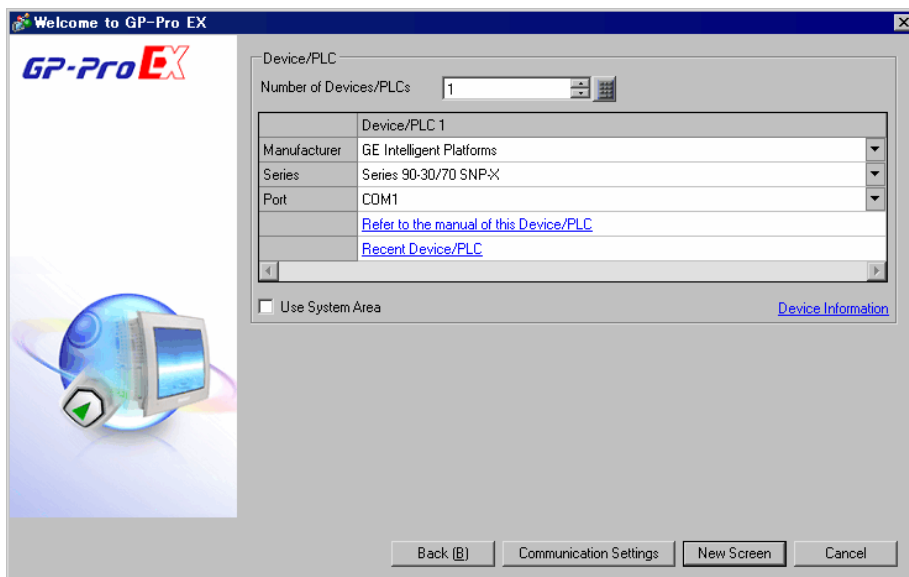 Welcome to GP-Pro EX
GP-Pro EX
Device/PLC
Number of Devices/PLCs 1
Device/PLC 1
Manufacturer GE Intelligent Platforms
Series Series 90-30/70 SNP-X
Port COM1
Refer to the manual of this Device/PLC
Recent Device/PLC
Use System Area Device Information
Back (B) Communication Settings New Screen Cancel